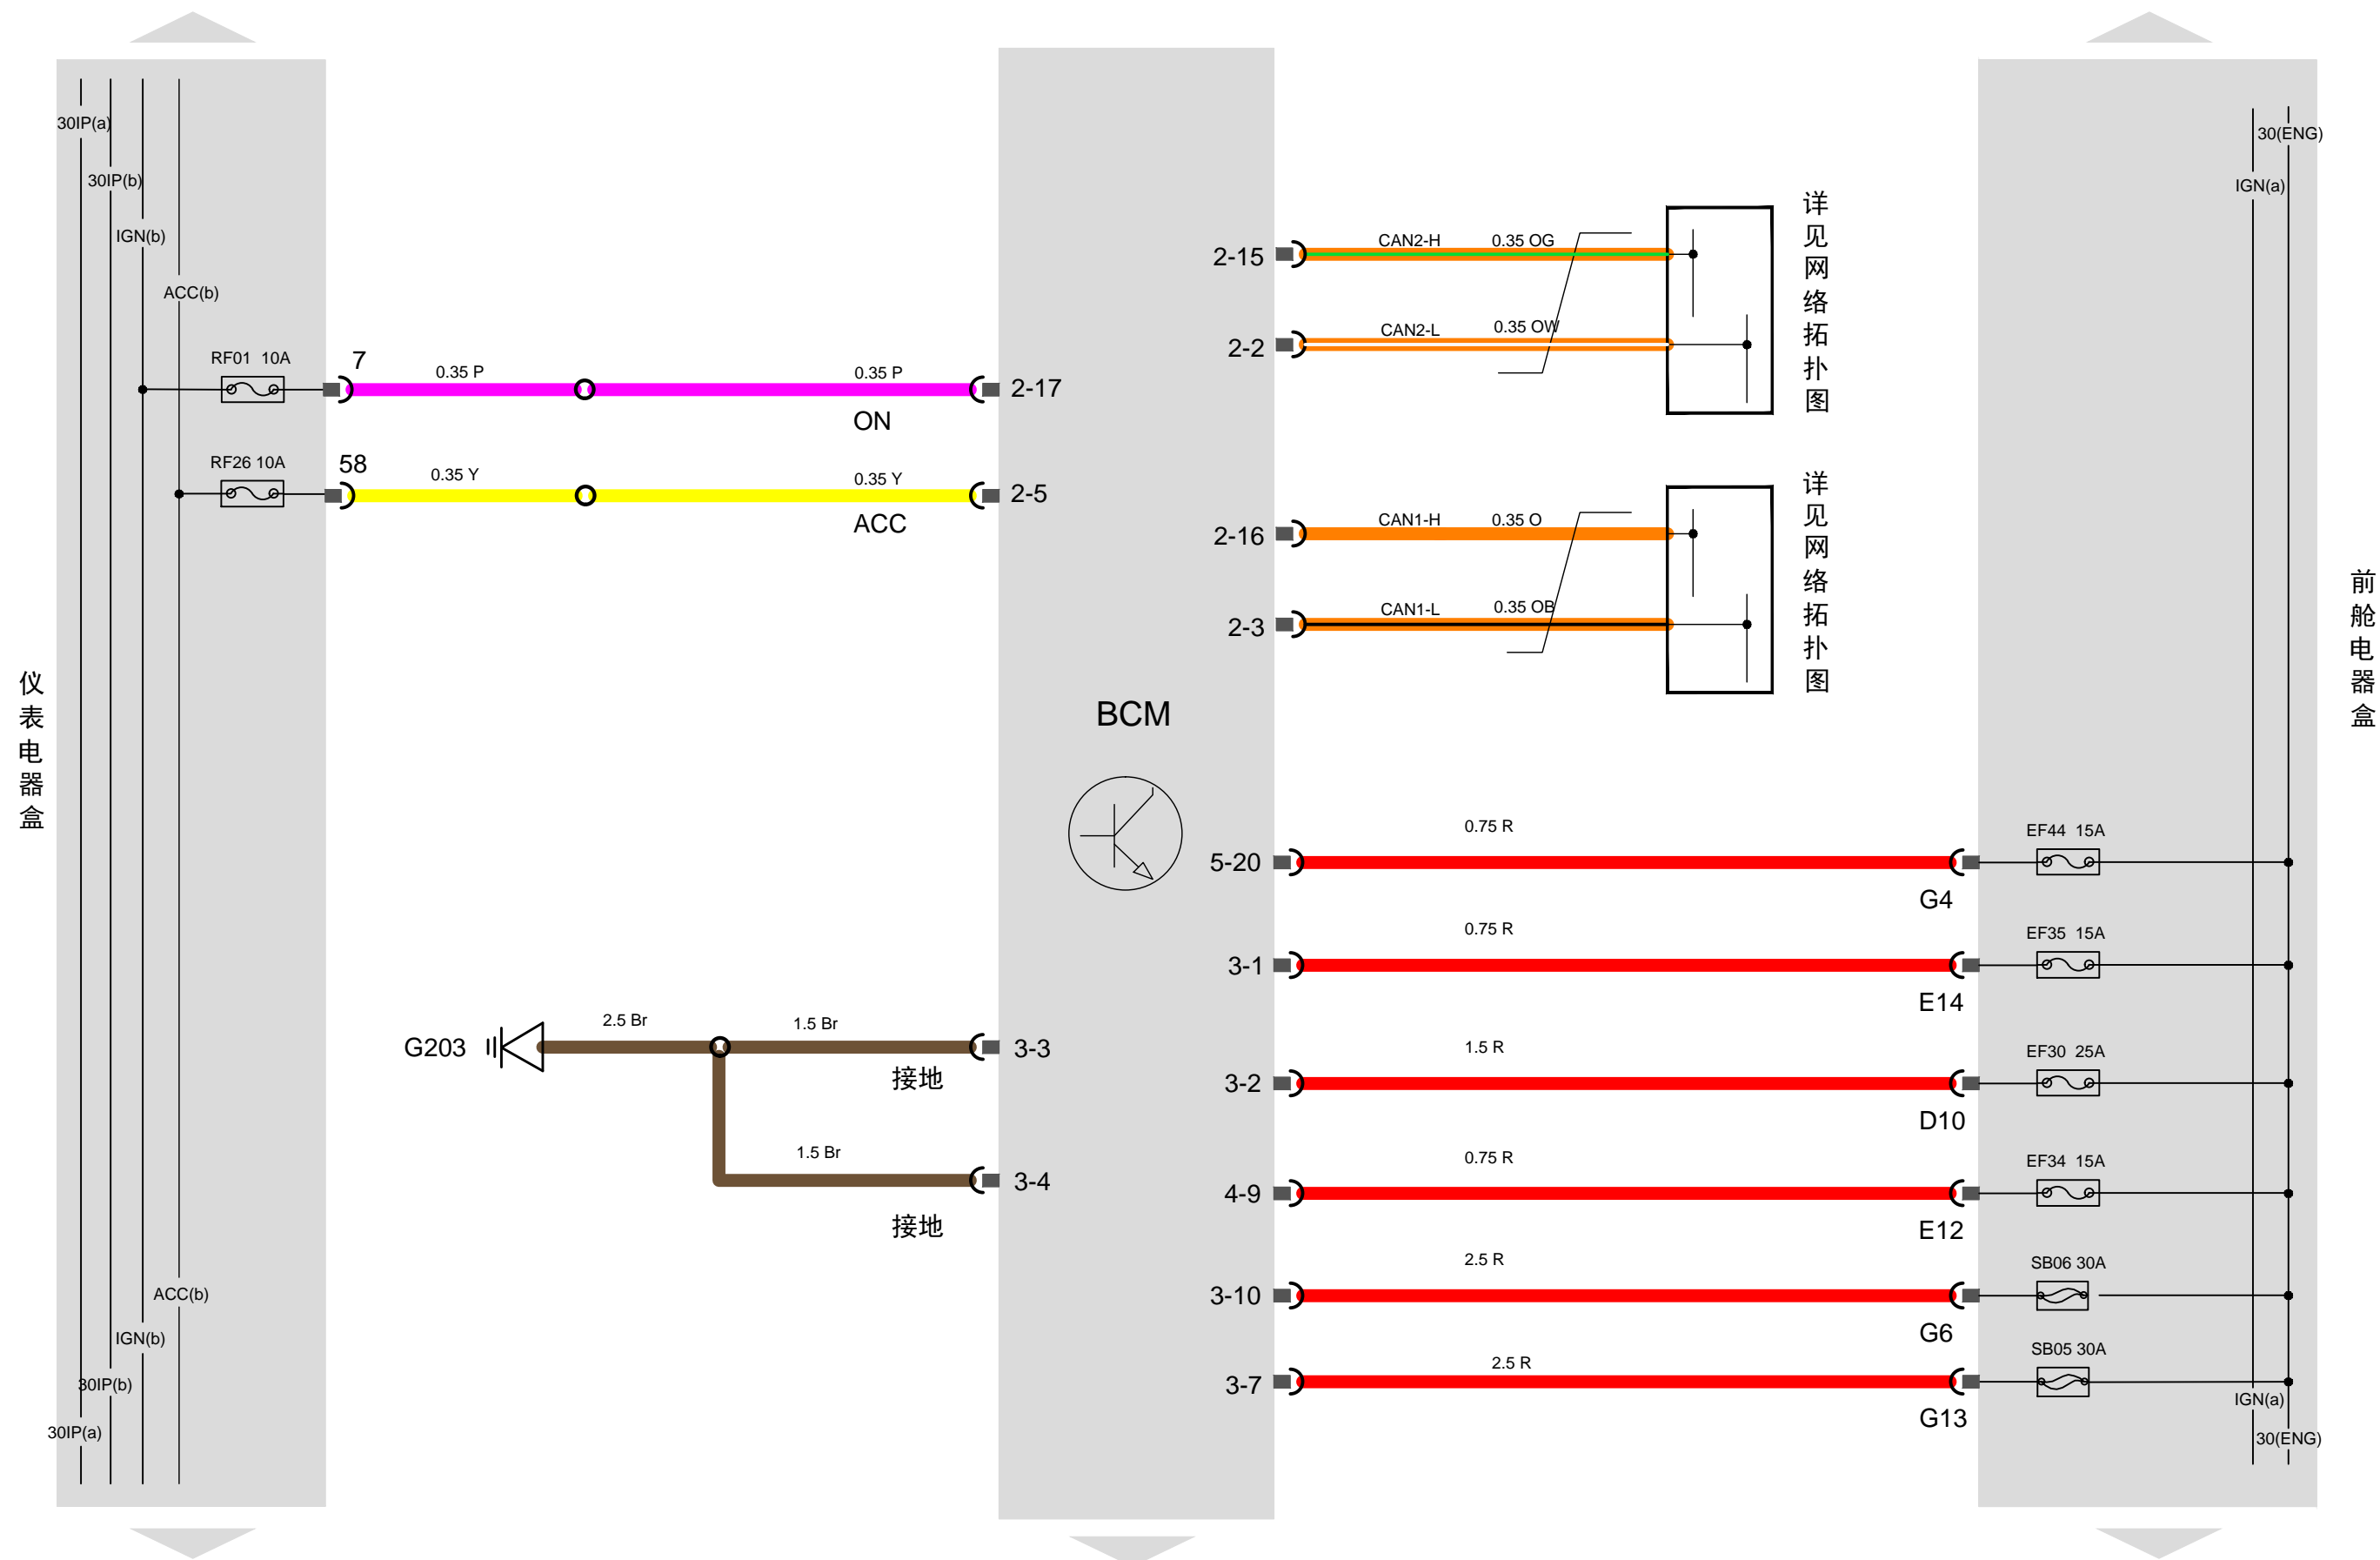 30IP(a)
30IP(b)
IGN(b)
ACC(b)
RF01 10A
7
0.35 P
0.35 P
2-17
ON
RF26 10A
58
0.35 Y
0.35 Y
2-5
ACC
仪表电器盒
G203
2.5 Br
1.5 Br
3-3
接地
1.5 Br
3-4
接地
ACC(b)
IGN(b)
30IP(b)
30IP(a)
BCM
2-15
CAN2-H
0.35 OG
2-2
CAN2-L
0.35 OW
详见网络拓扑图
2-16
CAN1-H
0.35 O
2-3
CAN1-L
0.35 OB
详见网络拓扑图
30(ENG)
IGN(a)
前舱电器盒
5-20
0.75 R
G4
EF44 15A
3-1
0.75 R
E14
EF35 15A
3-2
1.5 R
D10
EF30 25A
4-9
0.75 R
E12
EF34 15A
3-10
2.5 R
G6
SB06 30A
3-7
2.5 R
G13
SB05 30A
IGN(a)
30(ENG)